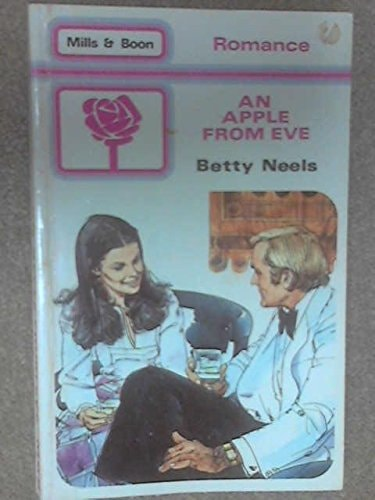 Mills & Boon
Romance
AN
APPLE
FROM EVE
Betty Neels